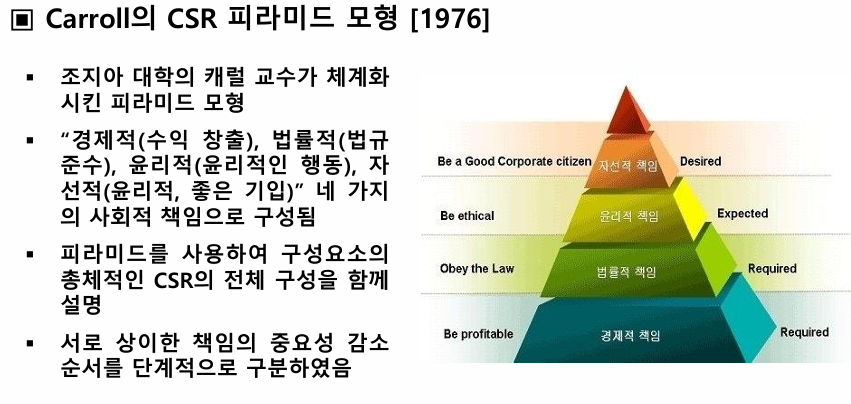 ▣ Carroll의 CSR 피라미드 모형 [1976]
▪ 조지아 대학의 캐럴 교수가 체계화
시킨 피라미드 모형
▪ “경제적(수익 창출), 법률적(법규
준수), 윤리적(윤리적인 행동), 자
선적(윤리적, 좋은 기입)” 네 가지
의 사회적 책임으로 구성됨
▪ 피라미드를 사용하여 구성요소의
총체적인 CSR의 전체 구성을 함께
설명
▪ 서로 상이한 책임의 중요성 감소
순서를 단계적으로 구분하였음
Be a Good Corporate citizen 자선적 책임 Desired
Be ethical 윤리적 책임 Expected
Obey the Law 법률적 책임 Required
Be profitable 경제적 책임 Required